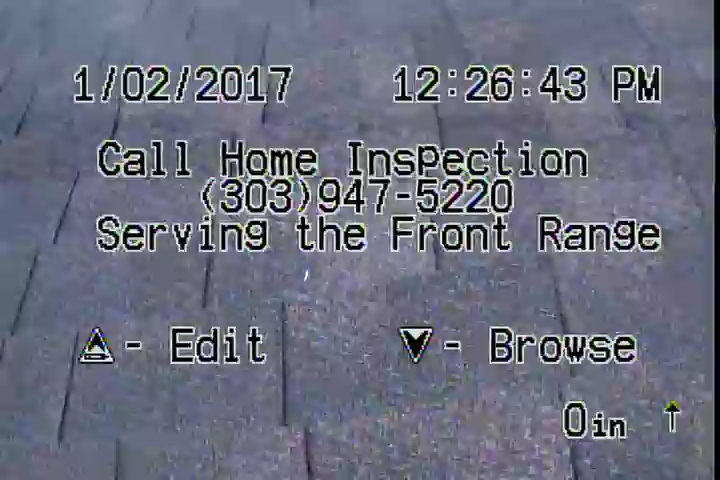 1/02/2017 12:26:43 PM
Call Home Inspection
(303)947-5220
Serving the Front Range
- Edit - Browse
0in ↑